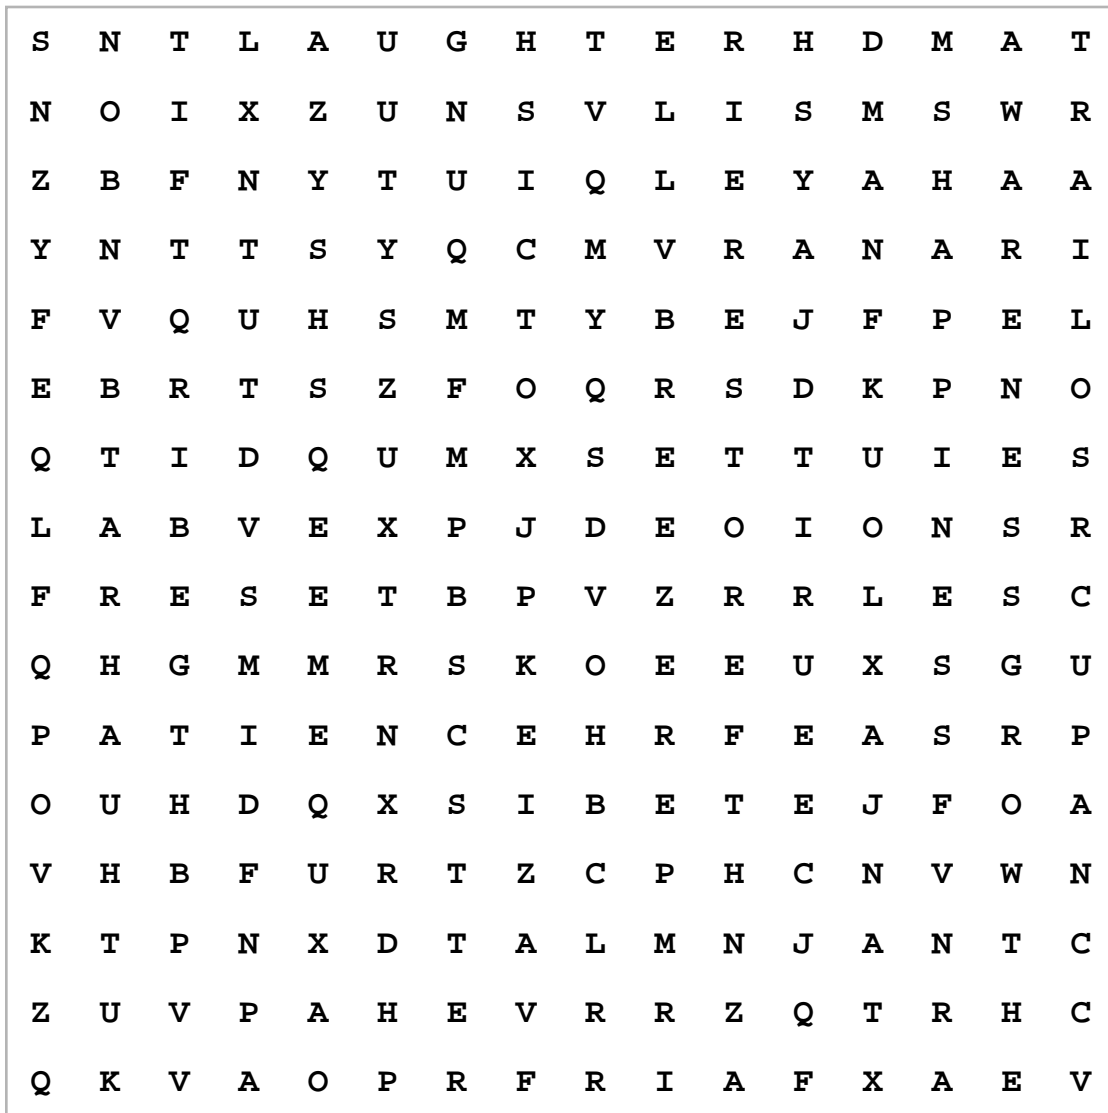 S N T L A U G H T E R H D M A T
N O I X Z U N S V L I S M S W R
Z B F N Y T U I Q L E Y A H A A
Y N T T S Y Q C M V R A N A R I
F V Q U H S M T Y B E J F P E L
E B R T S Z F O Q R S D K P N O
Q T I D Q U M X S E T T U I E S
L A B V E X P J D E O I O N S R
F R E S E T B P V Z R R L E S C
Q H G M M R S K O E E U X S G U
P A T I E N C E H R F E A S R P
O U H D Q X S I B E T E J F O A
V H B F U R T Z C P H C N V W N
K T P N X D T A L M N J A N T C
Z U V P A H E V R R Z Q T R H C
Q K V A O P R F R I A F X A E V